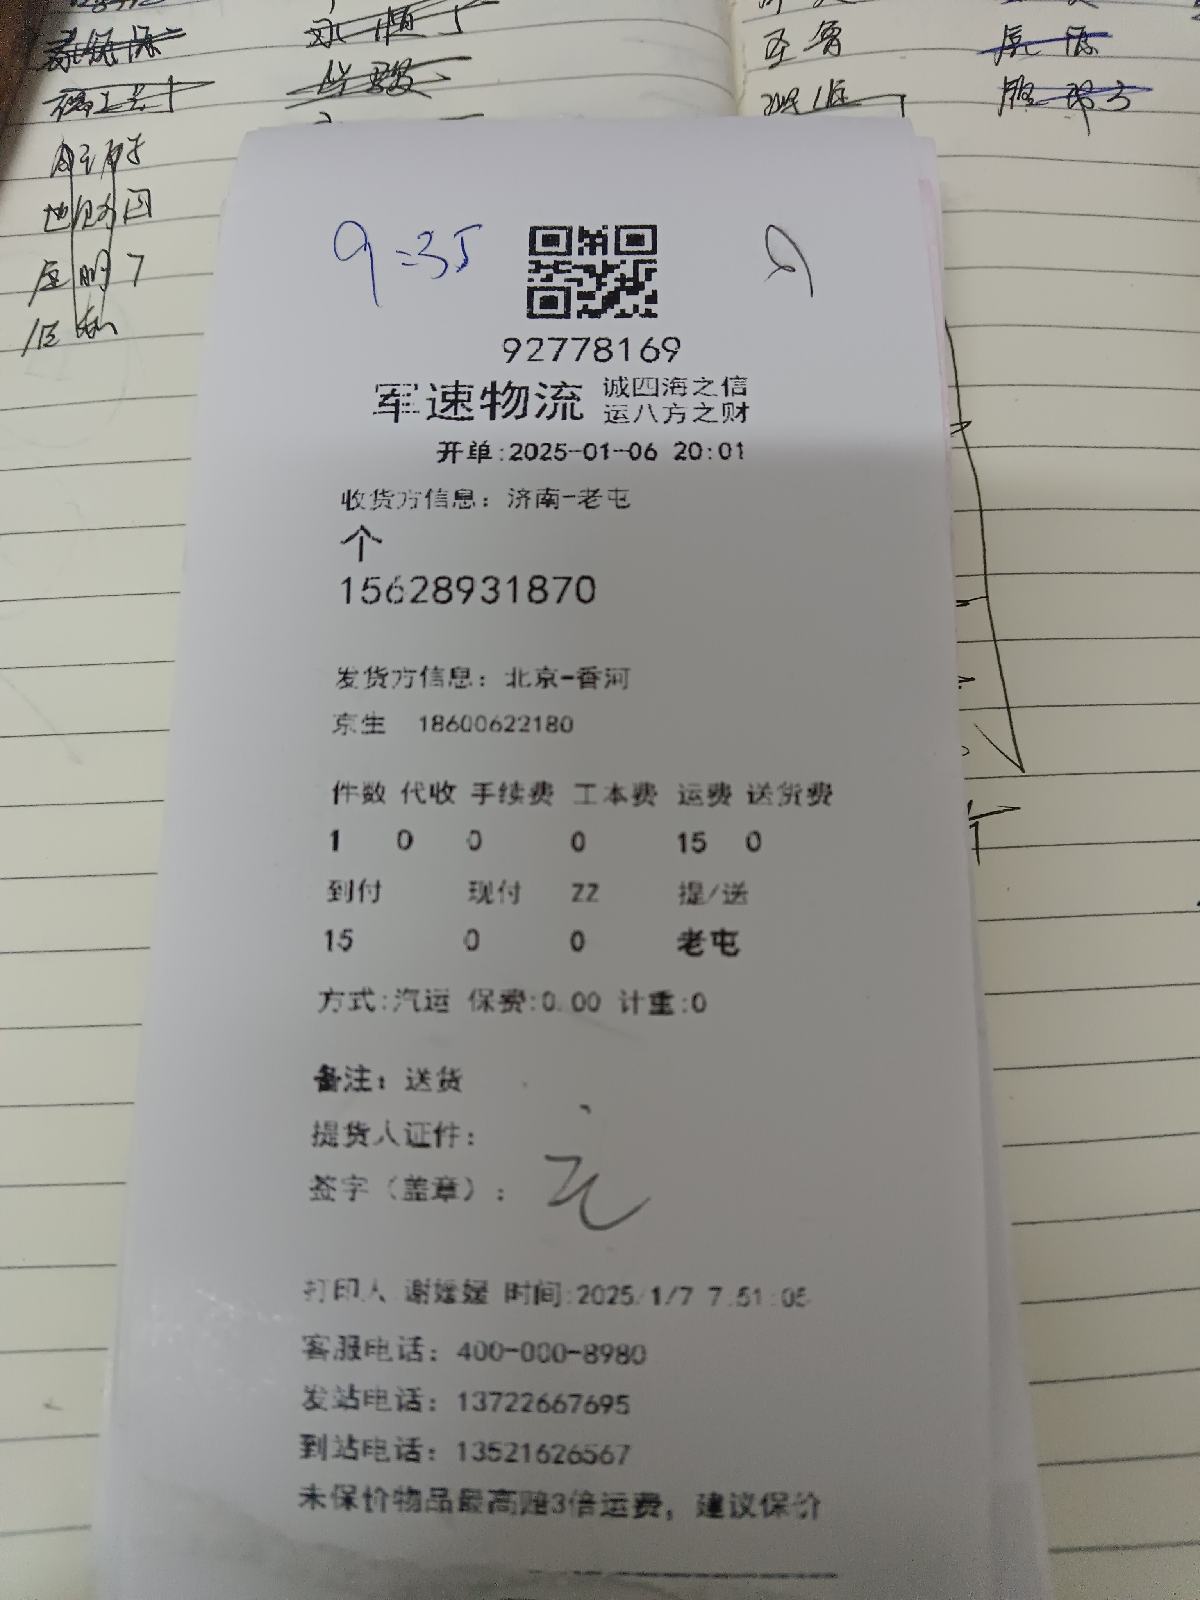 9:35
92778169
军速物流 诚四海之信
运八方之财
开单:2025-01-06 20:01
收货方信息：济南-老屯
个
15628931870
发货方信息：北京-香河
京生 18600622180
件数 代收 手续费 工本费 运费 送货费
1 0 0 0 15 0
到付 现付 ZZ 提/送
15 0 0 老屯
方式:汽运 保费:0.00 计重:0
备注：送货
提货人证件：
签字（盖章）：
打印人 谢媛媛 时间:2025/1/7 7:51:05
客服电话：400-000-8980
发站电话：13722667695
到站电话：13521626567
未保价物品最高赔3倍运费，建议保价